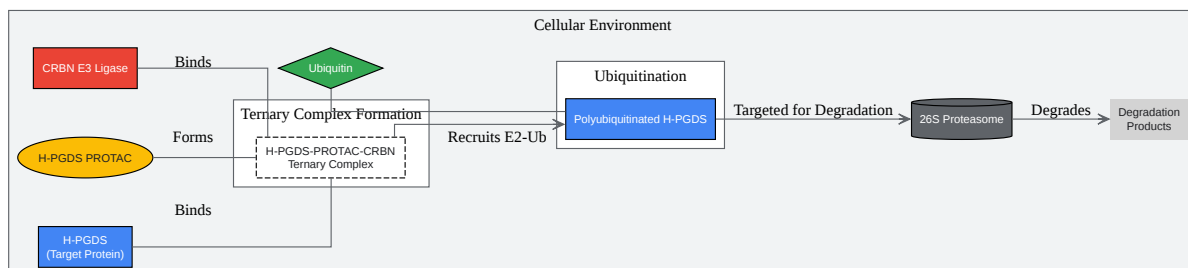 Cellular Environment
CRBN E3 Ligase
Binds
Ubiquitin
Ubiquitination
Ternary Complex Formation
Polyubiquitinated H-PGDS
Targeted for Degradation
26S Proteasome
Degrades
Degradation
Products
Forms
Recruits E2-Ub
H-PGDS PROTAC
H-PGDS-PROTAC-CRBN
Ternary Complex
Binds
H-PGDS
(Target Protein)